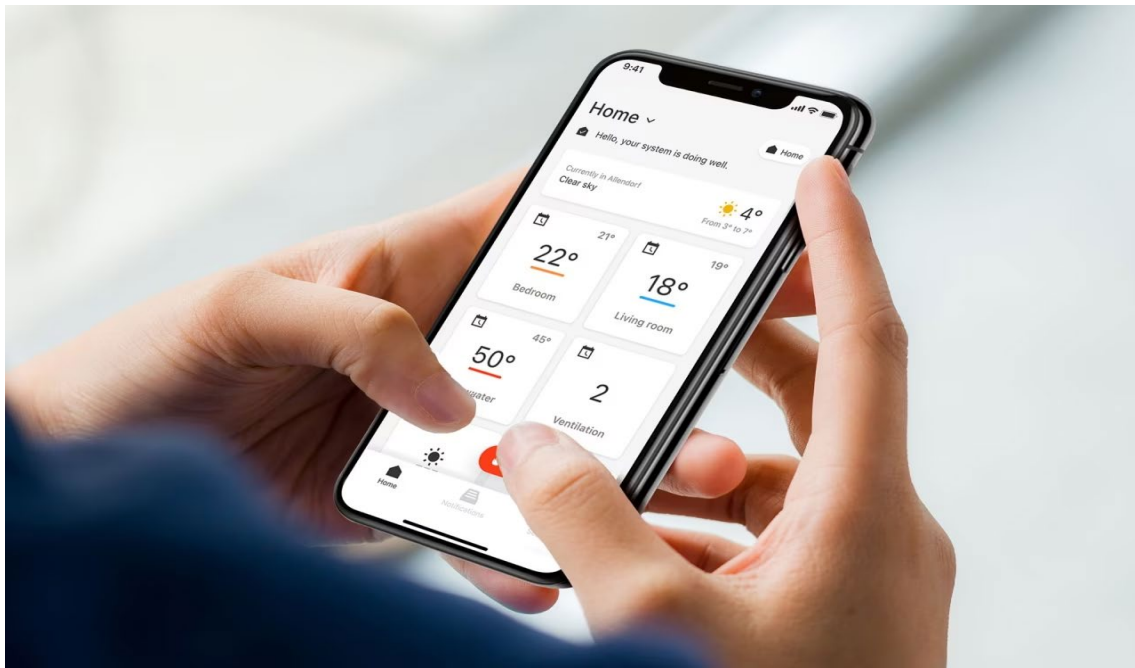 9:41
Home
Hello, your system is doing well.
Home
Currently in Allendorf
Clear sky
4°
From 3° to 7°
21°
22°
Bedroom
19°
18°
Living room
45°
50°
2
Ventilation
Home
Notifications